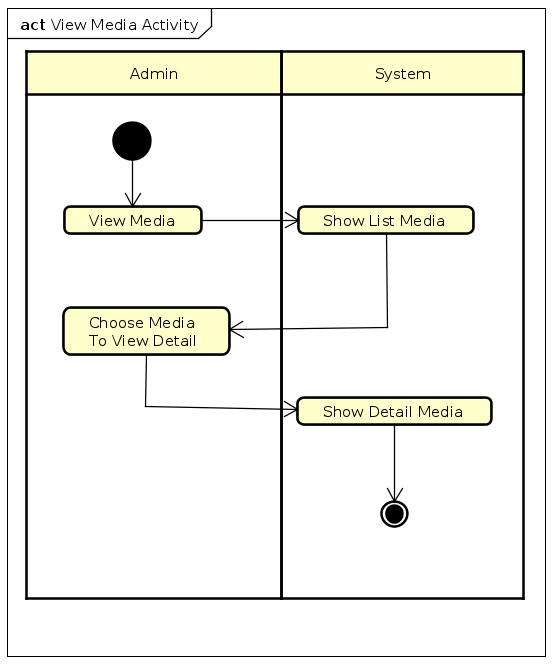 act View Media Activity
Admin
System
View Media
Show List Media
Choose Media
To View Detail
Show Detail Media